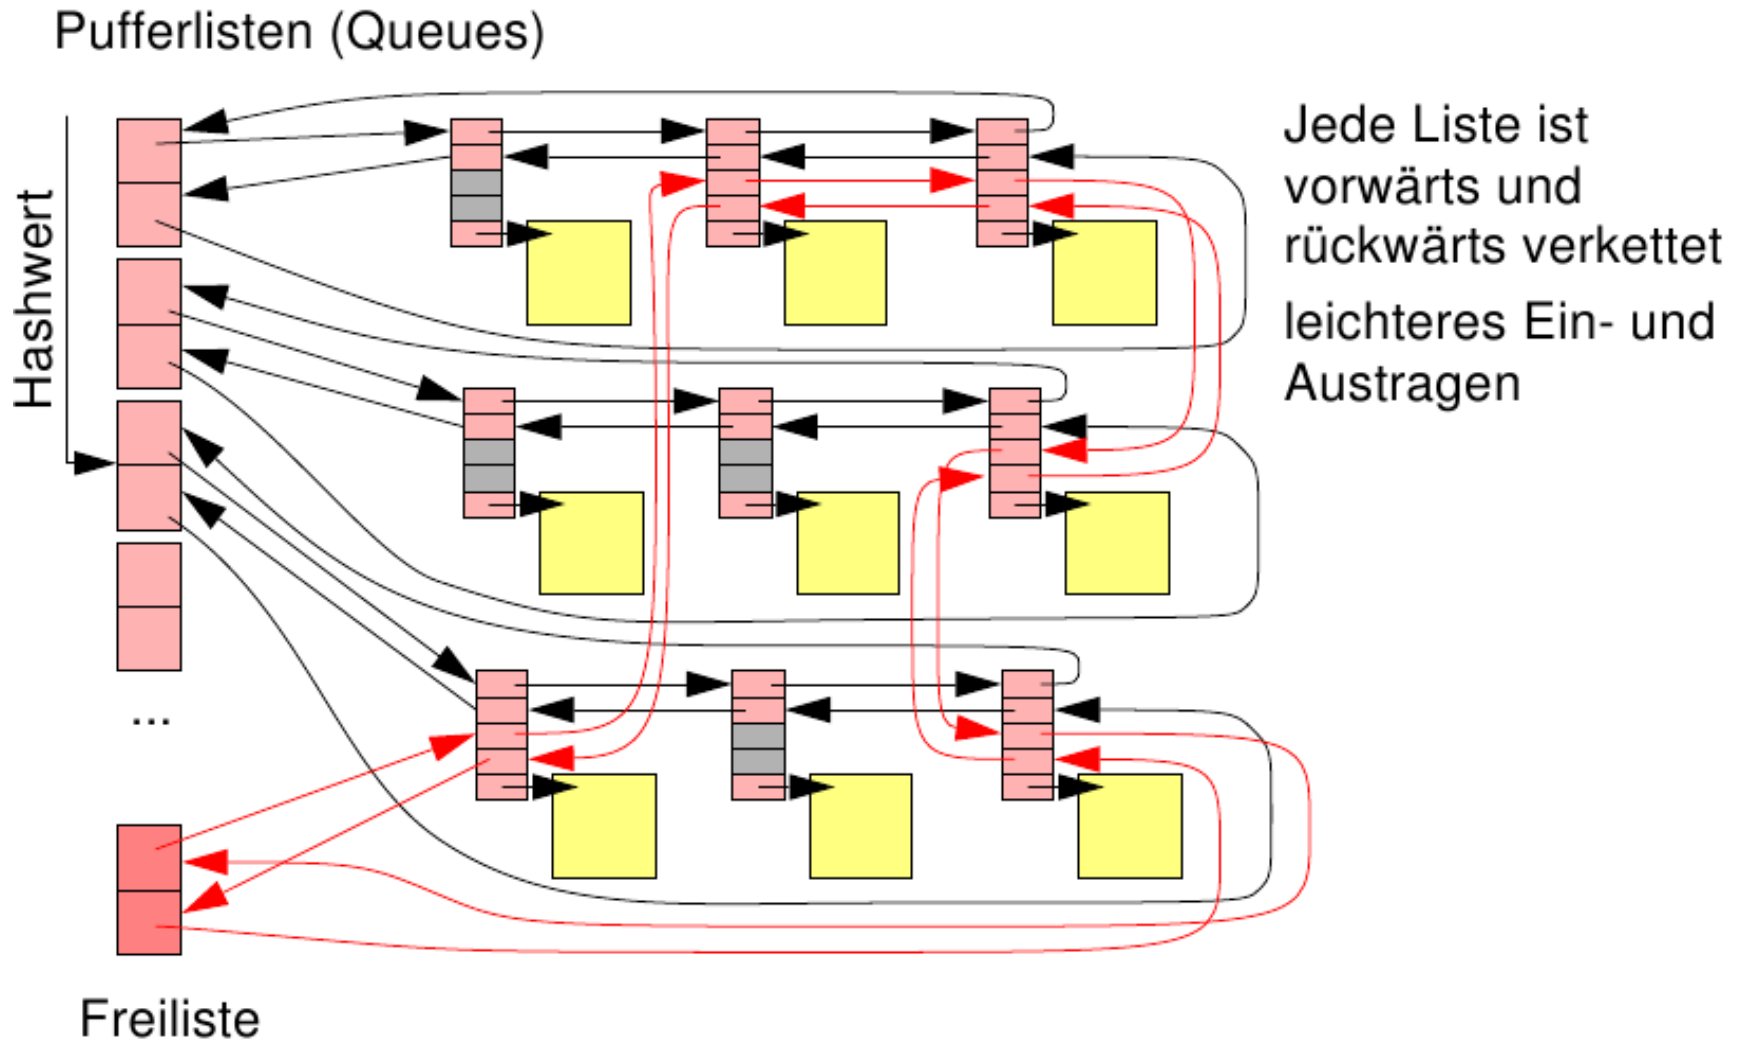 Pufferlisten (Queues)
Hashwert
Jede Liste ist
vorwärts und
rückwärts verkettet
leichteres Ein- und
Austragen
...
Freiliste